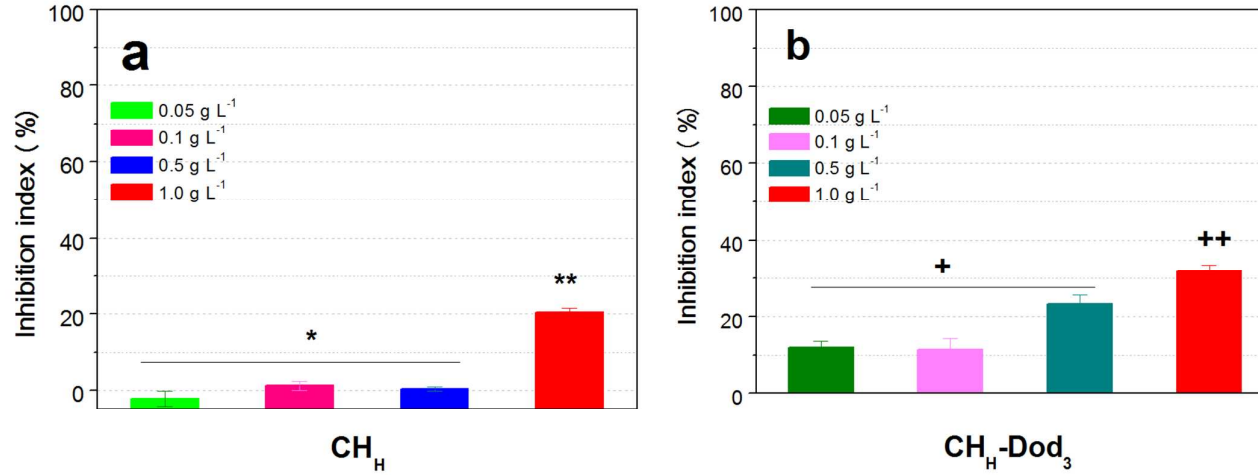 a
Inhibition index ( %)
100
80
60
40
20
0
0.05 g L⁻¹
0.1 g L⁻¹
0.5 g L⁻¹
1.0 g L⁻¹
*
**
CH_H
b
Inhibition index ( %)
100
80
60
40
20
0
0.05 g L⁻¹
0.1 g L⁻¹
0.5 g L⁻¹
1.0 g L⁻¹
+
++
CH_H-Dod₃